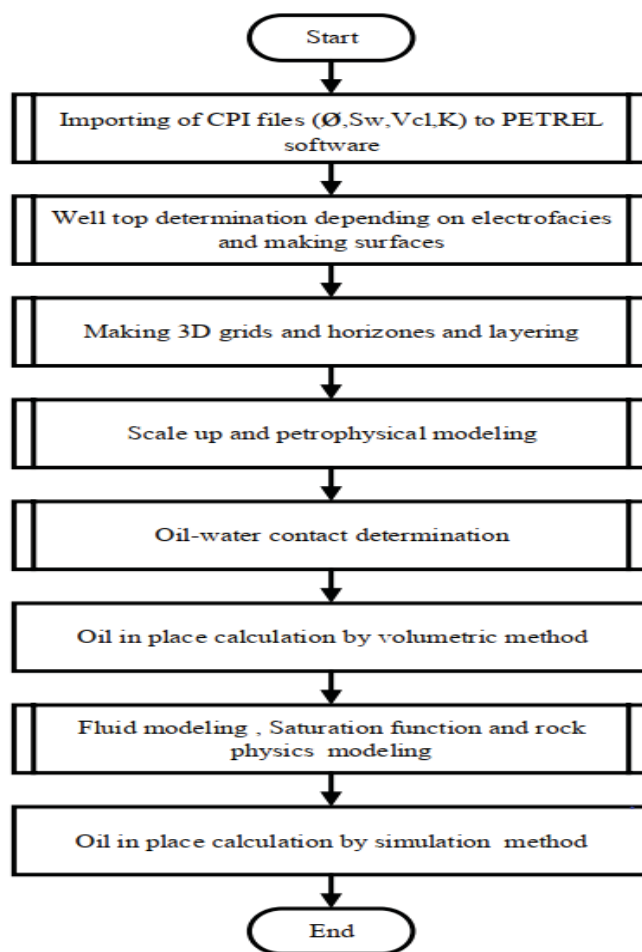 Start
Importing of CPI files (Ø,Sw,Vcl,K) to PETREL
software
Well top determination depending on electrofacies
and making surfaces
Making 3D grids and horizones and layering
Scale up and petrophysical modeling
Oil-water contact determination
Oil in place calculation by volumetric method
Fluid modeling , Saturation function and rock
physics modeling
Oil in place calculation by simulation method
End